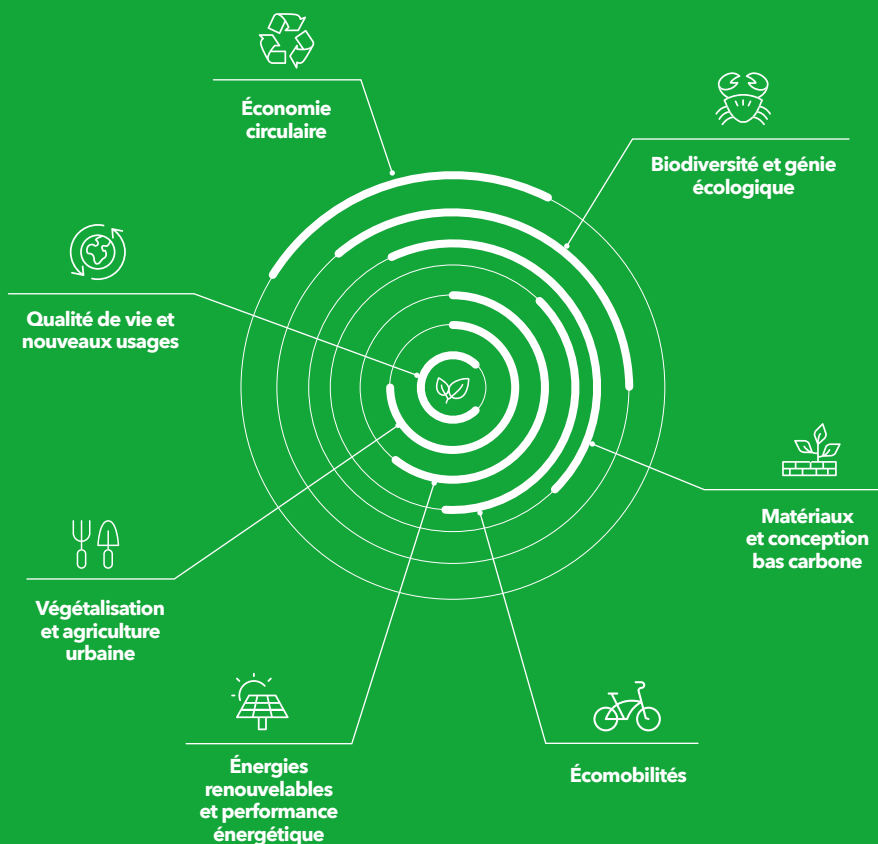 Économie
circulaire
Biodiversité et génie
écologique
Qualité de vie et
nouveaux usages
Matériaux
et conception
bas carbone
Végétalisation
et agriculture
urbaine
Énergies
renouvelables
et performance
énergétique
Écomobilités